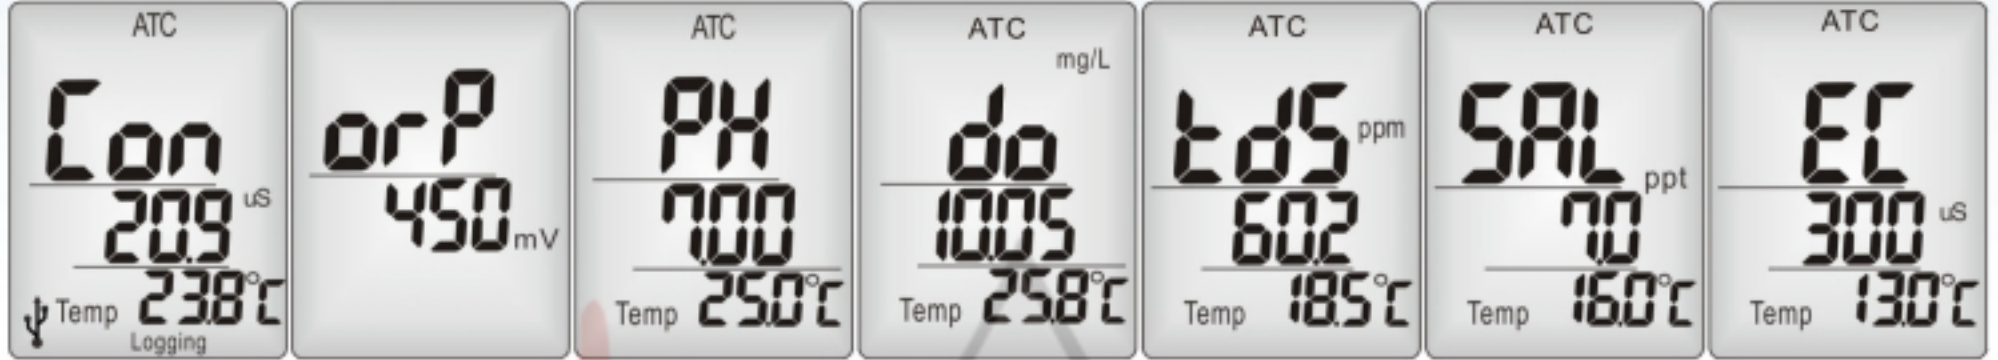 ATC
Con
20.9 uS
Temp 23.8°C
Logging
orP
450 mV
ATC
PH
7.00
Temp 25.0°C
ATC
mg/L
do
10.05
Temp 25.8°C
ATC
tdS ppm
60.2
Temp 18.5°C
ATC
SAL ppt
7.0
Temp 16.0°C
ATC
EC
300 uS
Temp 13.0°C